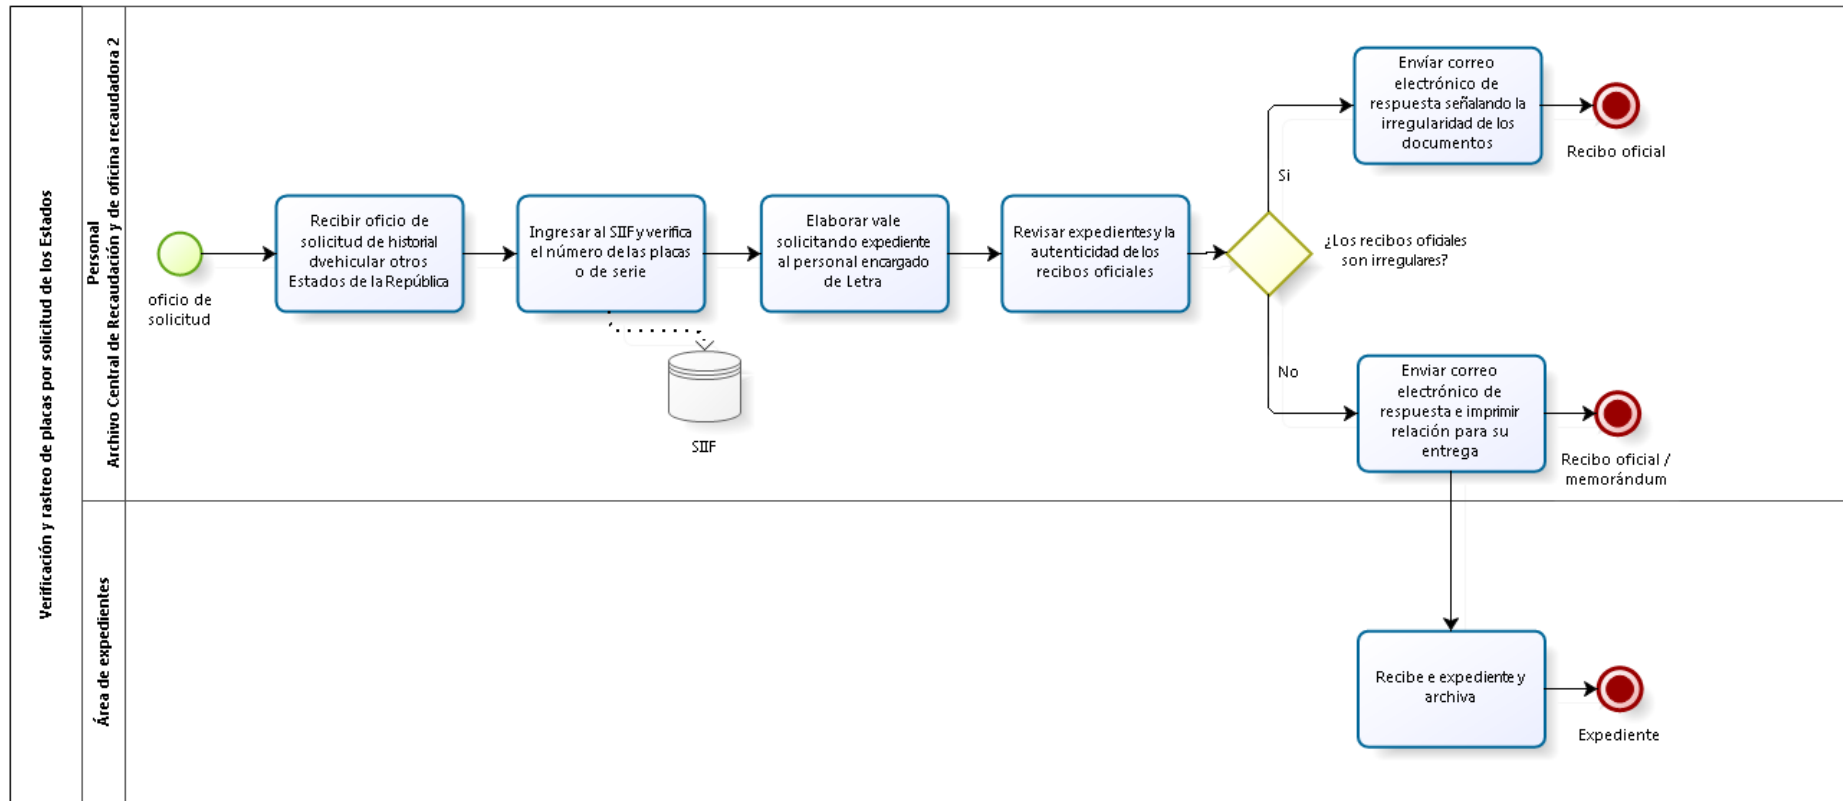 Verificación y rastreo de placas por solicitud de los Estados
Personal
Archivo Central de Recaudación y de oficina recaudadora 2
oficio de
solicitud
Recibir oficio de
solicitud de historial
dvehicular otros
Estados de la República
Ingresar al SIIF y verifica
el número de las placas
o de serie
SIIF
Elaborar vale
solicitando expediente
al personal encargado
de Letra
Revisar expedientes y la
autenticidad de los
recibos oficiales
¿Los recibos oficiales
son irregulares?
Si
Envíar correo
electrónico de
respuesta señalando la
irregularidad de los
documentos
Recibo oficial
No
Enviar correo
electrónico de
respuesta e imprimir
relación para su
entrega
Recibo oficial /
memorándum
Área de expedientes
Recibe e expediente y
archiva
Expediente